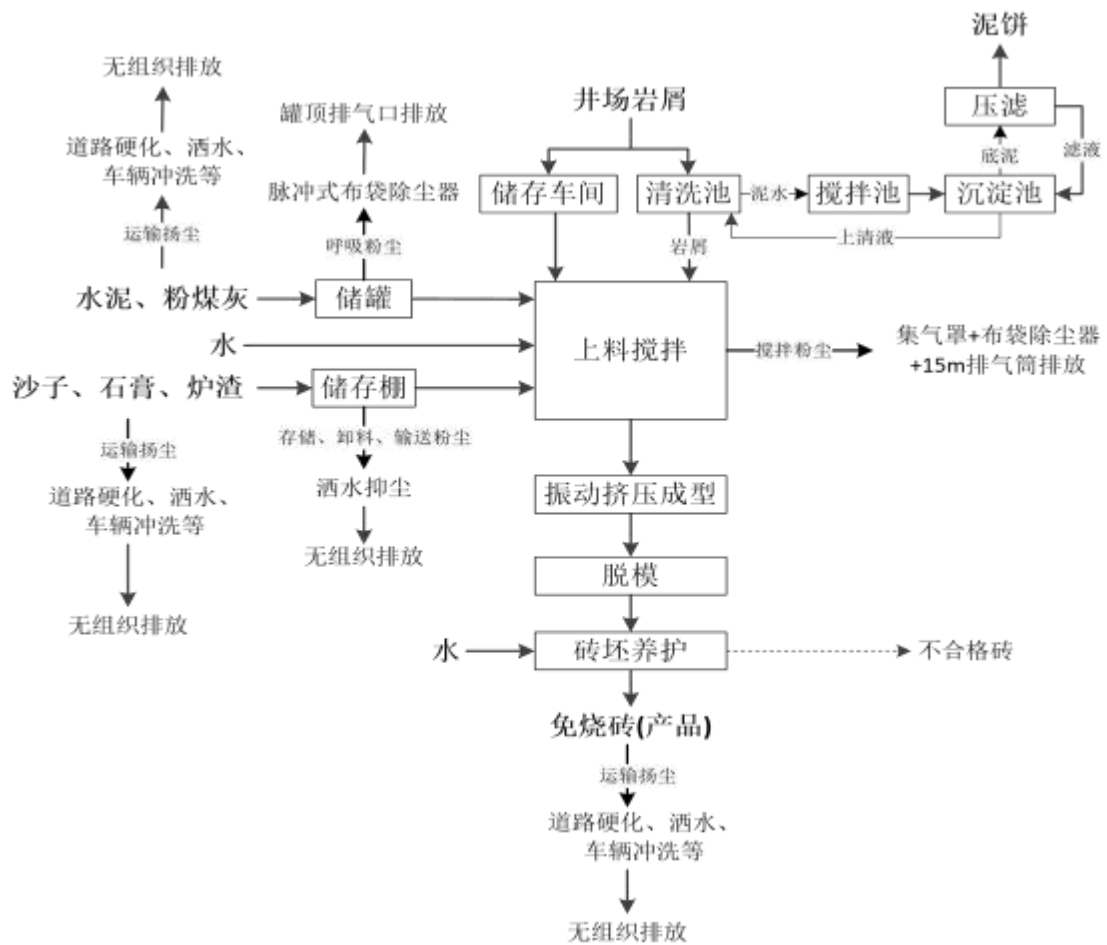 泥饼
无组织排放
井场岩屑
压滤
罐顶排气口排放
道路硬化、洒水、
车辆冲洗等
底泥
滤液
脉冲式布袋除尘器
储存车间
清洗池
泥水
搅拌池
沉淀池
运输扬尘
呼吸粉尘
岩屑
上清液
水泥、粉煤灰
储罐
水
上料搅拌
搅拌粉尘
集气罩+布袋除尘器
+15m排气筒排放
沙子、石膏、炉渣
储存棚
运输扬尘
存储、卸料、输送粉尘
道路硬化、洒水、
车辆冲洗等
洒水抑尘
振动挤压成型
无组织排放
脱模
无组织排放
水
砖坯养护
不合格砖
免烧砖(产品)
运输扬尘
道路硬化、洒水、
车辆冲洗等
无组织排放